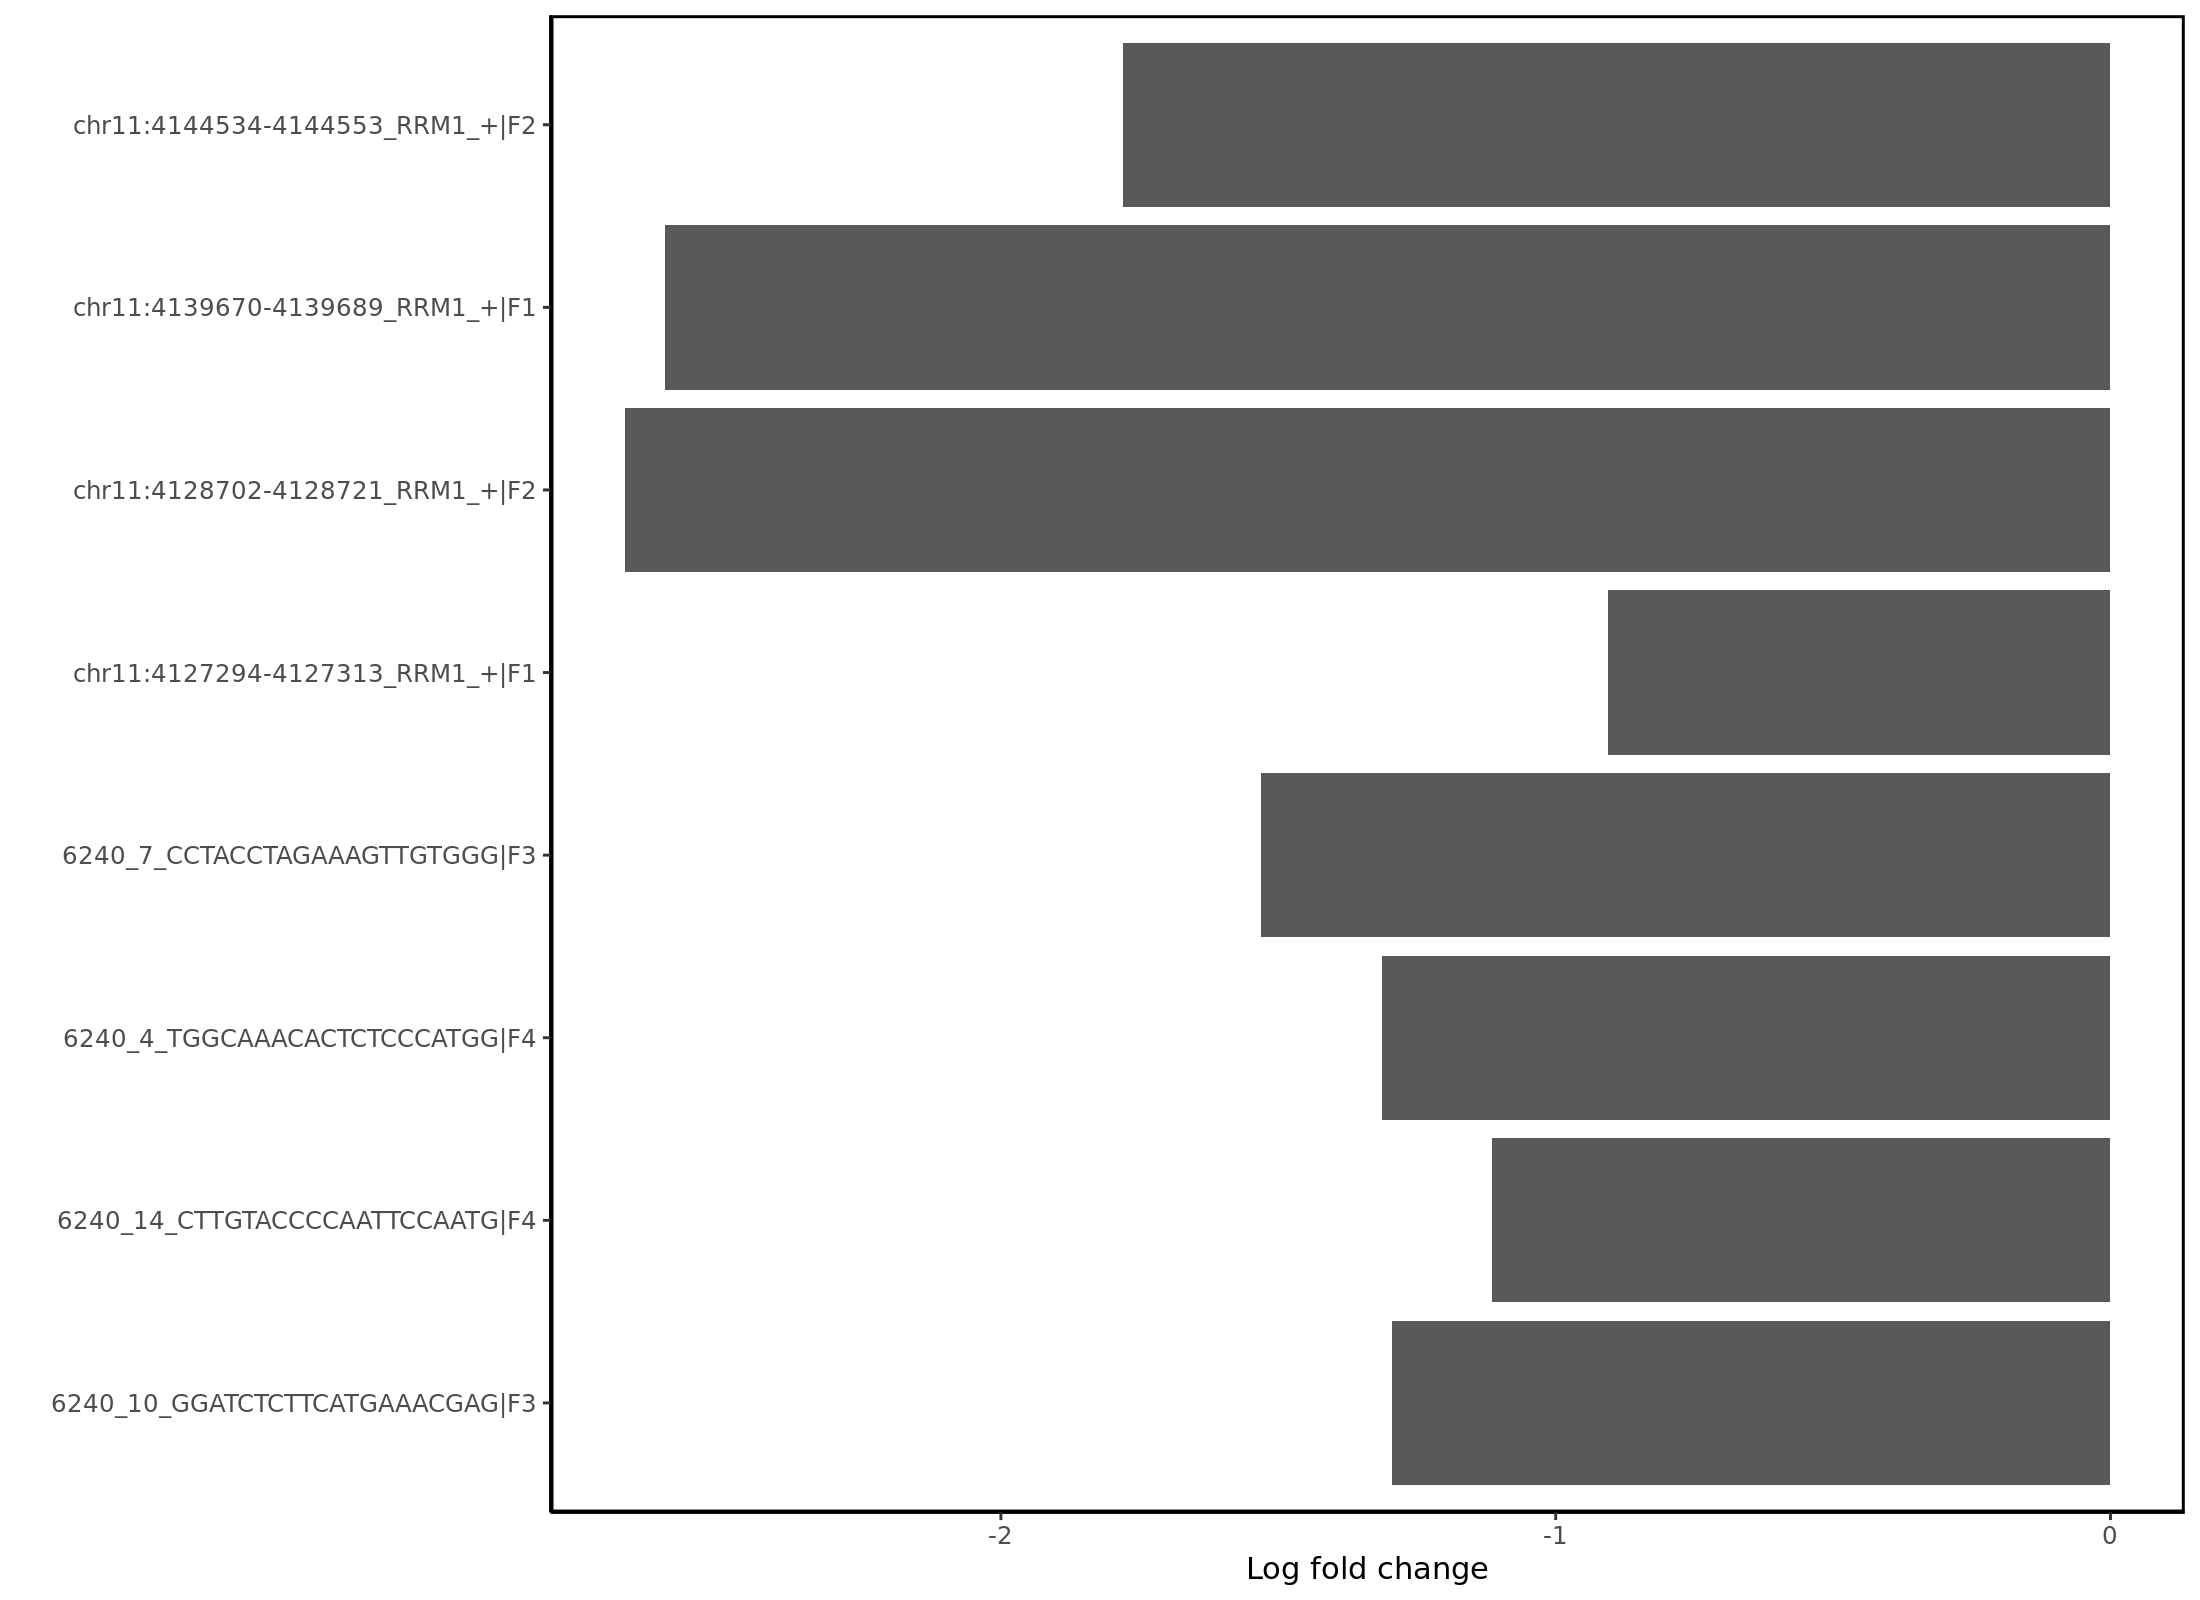 chr11:4144534-4144553_RRM1_+|F2
chr11:4139670-4139689_RRM1_+|F1
chr11:4128702-4128721_RRM1_+|F2
chr11:4127294-4127313_RRM1_+|F1
6240_7_CCTACCTAGAAAGTTGTGGG|F3
6240_4_TGGCAAACACTCTCCCATGG|F4
6240_14_CTTGTACCCCAATTCCAATG|F4
6240_10_GGATCTCTTCATGAAACGAG|F3
-2 -1 0
Log fold change